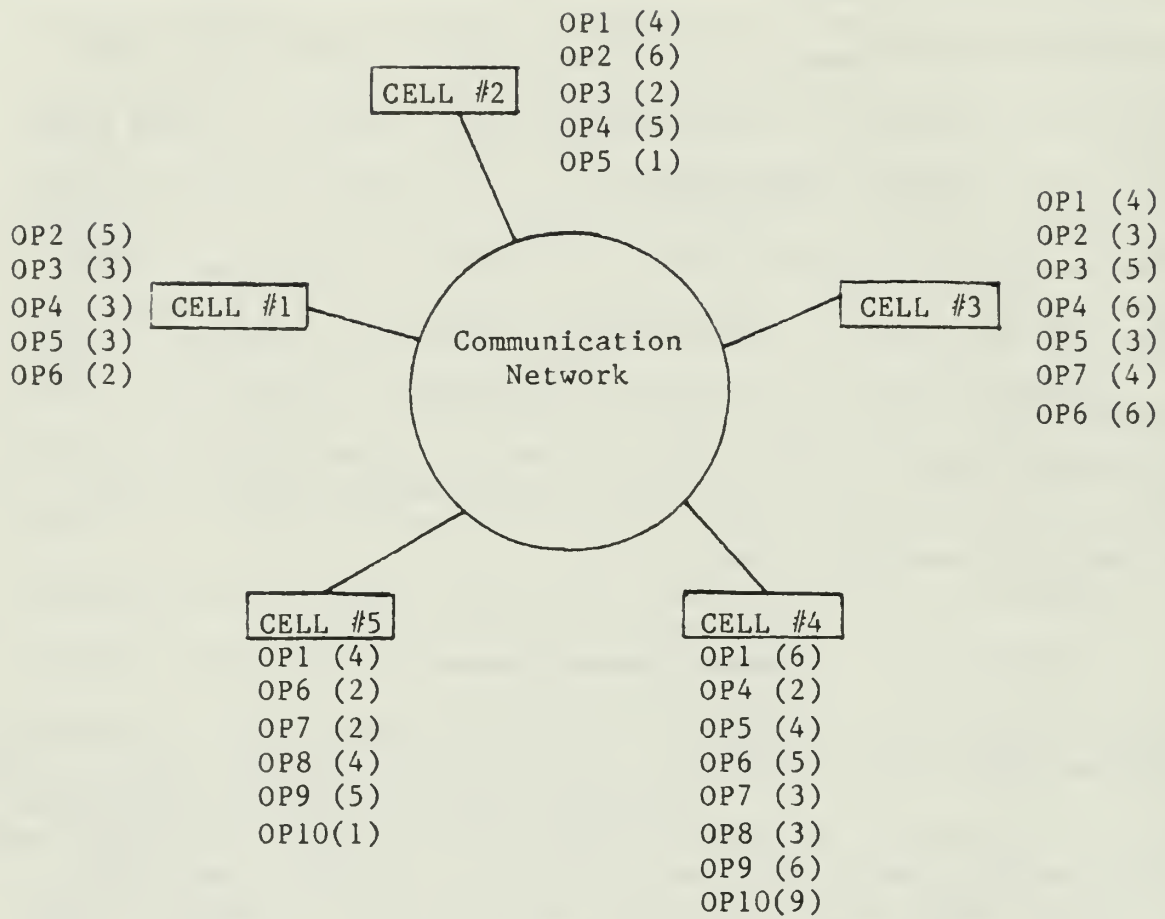 OP1 (4)
OP2 (6)
CELL #2
OP3 (2)
OP4 (5)
OP5 (1)
OP2 (5)
OP3 (3)
OP4 (3)
OP5 (3)
OP6 (2)
CELL #1
Communication
Network
CELL #3
OP1 (4)
OP2 (3)
OP3 (5)
OP4 (6)
OP5 (3)
OP7 (4)
OP6 (6)
CELL #5
OP1 (4)
OP6 (2)
OP7 (2)
OP8 (4)
OP9 (5)
OP10(1)
CELL #4
OP1 (6)
OP4 (2)
OP5 (4)
OP6 (5)
OP7 (3)
OP8 (3)
OP9 (6)
OP10(9)